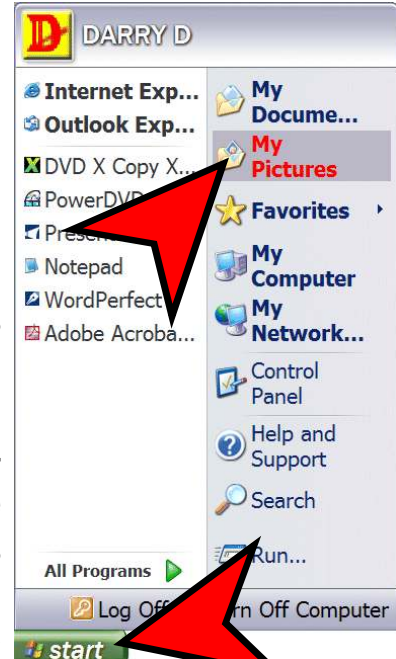 DARRY D
Internet Exp...
Outlook Exp...
DVD X Copy X...
PowerDVD
Notepad
WordPerfect
Adobe Acroba...
All Programs
My
Docume...
My
Pictures
Favorites
My
Computer
My
Network...
Control
Panel
Help and
Support
Search
Run...
Log Off
Off Computer
start